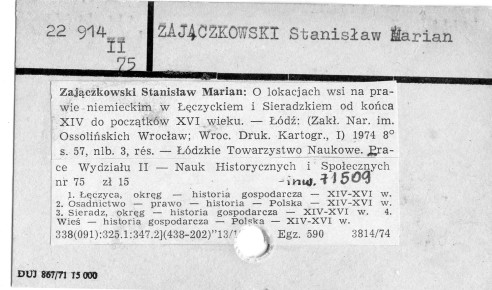 22 914 ZAJĄCZKOWSKI Stanisław Marian
II
75
Zajączkowski Stanisław Marian: O lokacjach wsi na pra-
wie niemieckim w Łęczyckiem i Sieradzkiem od końca
XIV do początków XVI wieku. — Łódź: (Zakł. Nar. im.
Ossolińskich Wrocław; Wroc. Druk. Kartogr., I) 1974 8°
s. 57, nlb. 3, rés. — Łódzkie Towarzystwo Naukowe. Pra-
ce Wydziału II — Nauk Historycznych i Społecznych
nr 75 zł 15 inw. 71509
1. Łęczyca, okręg — historia gospodarcza — XIV-XVI w.
2. Osadnictwo — prawo — historia — Polska — XIV-XVI w.
3. Sieradz, okręg — historia gospodarcza — XIV-XVI w. 4.
Wieś — historia gospodarcza — Polska — XIV-XVI w.
338(091):325.1:347.2](438-202)"13/1 Egz. 590 3814/74
DUJ 867/71 15 000